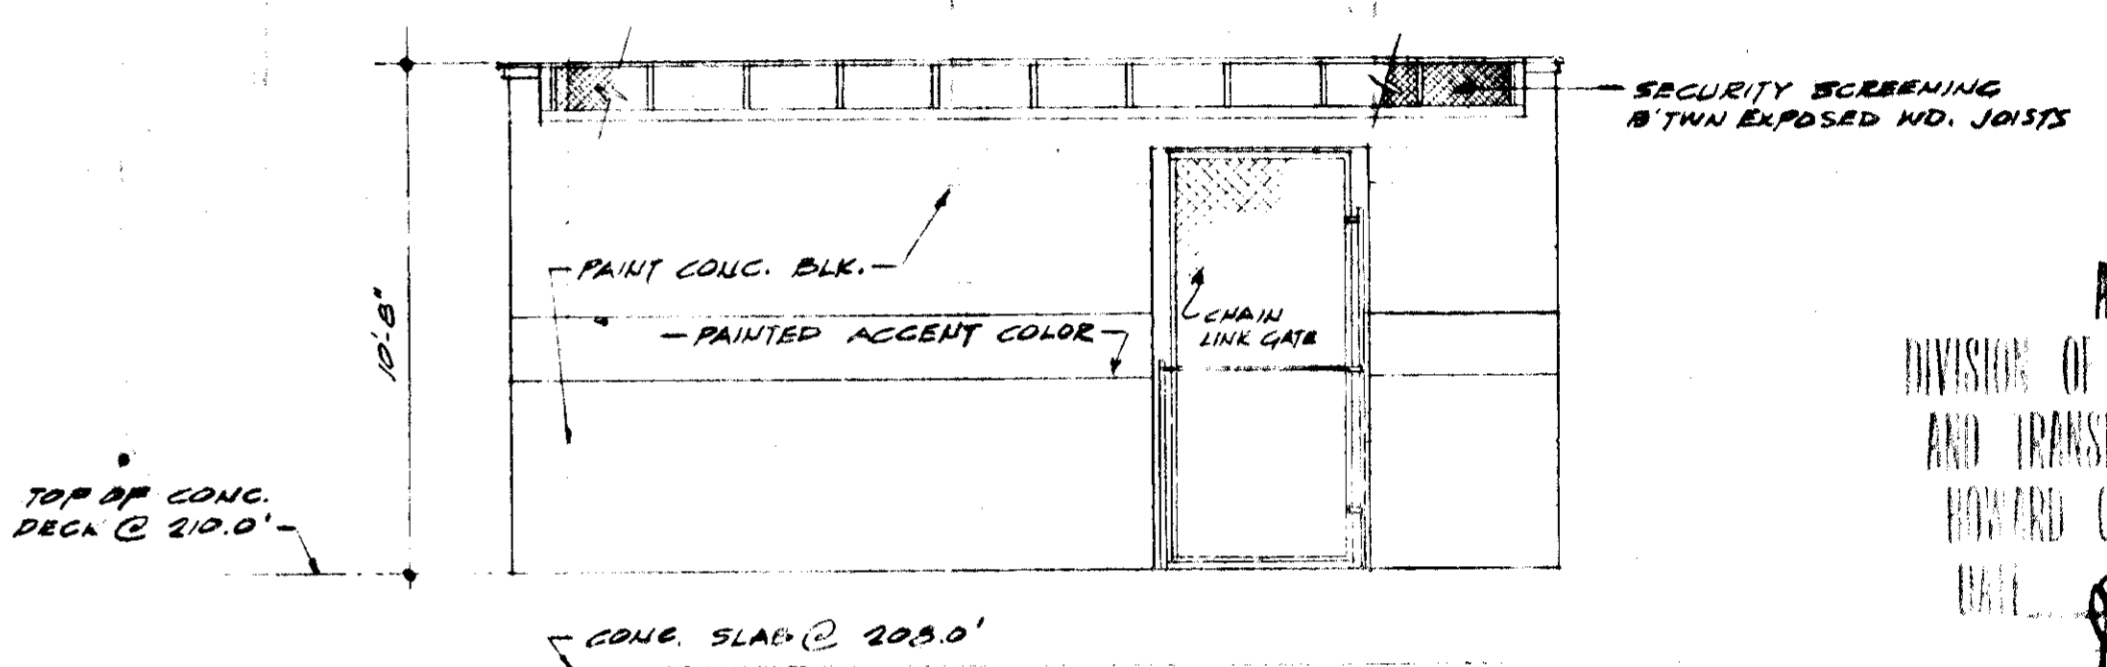 SECURITY SCREENING
B'TWN EXPOSED WD. JOISTS
PAINT CONC. BLK.
10'-8"
CHAIN
LINK GATE
PAINTED ACCENT COLOR
DIVISION OF
AND TRANS
HOWARD
TOP OF CONC.
DECK @ 210.0'
CONC. SLAB @ 208.0'